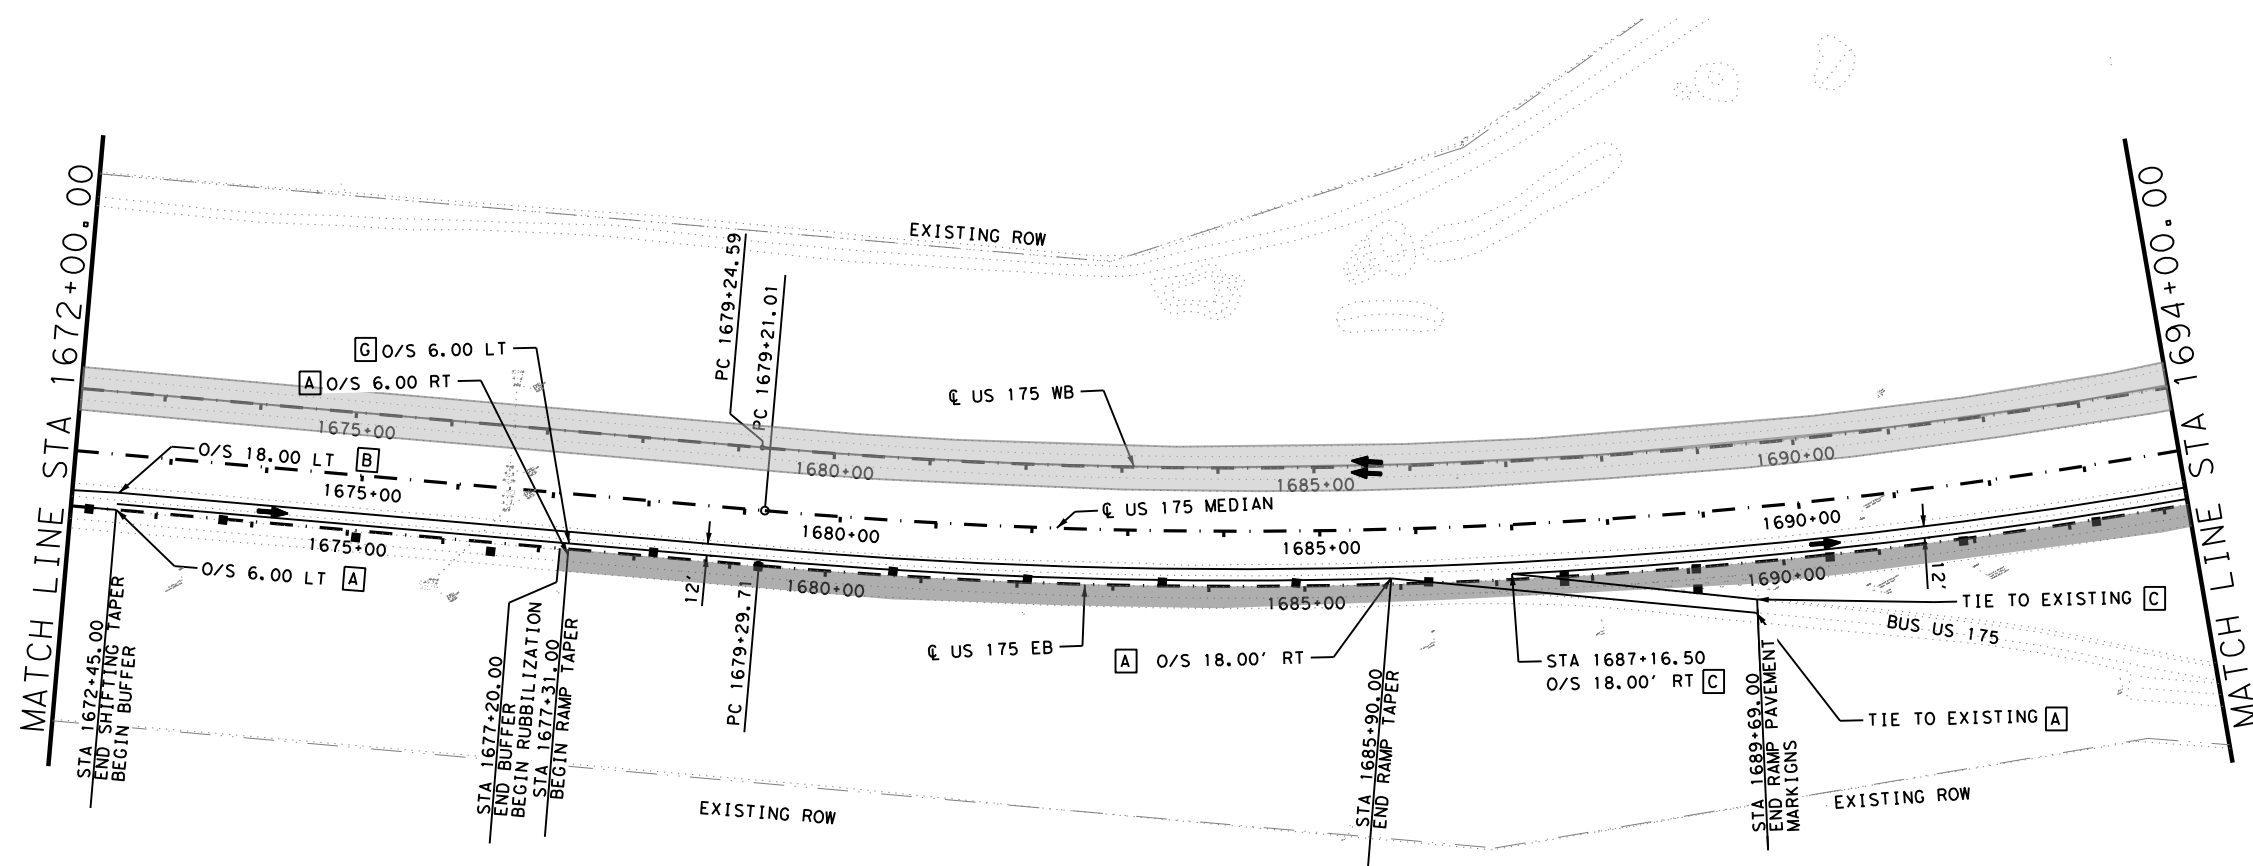 MATCH LINE STA 1672+00.00
EXISTING ROW
PC 1679+24.59
PC 1679+21.01
G O/S 6.00 LT
A O/S 6.00 RT
℄ US 175 WB
1675+00
1680+00
1685+00
1690+00
O/S 18.00 LT B
1675+00
℄ US 175 MEDIAN
1680+00
1685+00
1690+00
1675+00
1680+00
1685+00
1690+00
O/S 6.00 LT A
12'
12'
℄ US 175 EB
A O/S 18.00' RT
STA 1687+16.50
O/S 18.00' RT C
TIE TO EXISTING C
BUS US 175
TIE TO EXISTING A
STA 1672+45.00
END SHIFTING TAPER
BEGIN BUFFER
STA 1677+20.00
END BUFFER
BEGIN RUBBILIZATION
STA 1677+31.00
BEGIN RAMP TAPER
PC 1679+29.71
STA 1685+90.00
END RAMP TAPER
STA 1689+69.00
END RAMP PAVEMENT
MARKIGNS
EXISTING ROW
EXISTING ROW
MATCH LINE STA 1694+00.00